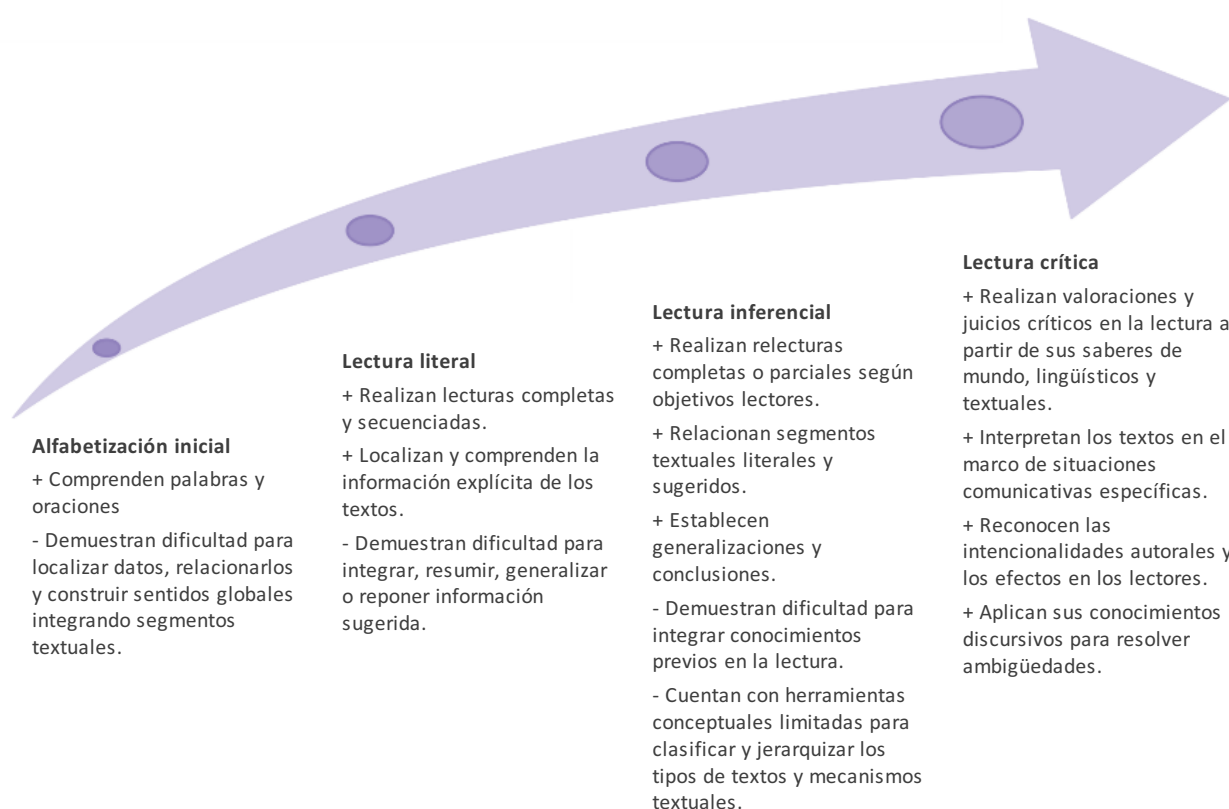 Alfabetización inicial
+ Comprenden palabras y
oraciones
- Demuestran dificultad para
localizar datos, relacionarlos
y construir sentidos globales
integrando segmentos
textuales.
Lectura literal
+ Realizan lecturas completas
y secuenciadas.
+ Localizan y comprenden la
información explícita de los
textos.
- Demuestran dificultad para
integrar, resumir, generalizar
o reponer información
sugerida.
Lectura inferencial
+ Realizan relecturas
completas o parciales según
objetivos lectores.
+ Relacionan segmentos
textuales literales y
sugeridos.
+ Establecen
generalizaciones y
conclusiones.
- Demuestran dificultad para
integrar conocimientos
previos en la lectura.
- Cuentan con herramientas
conceptuales limitadas para
clasificar y jerarquizar los
tipos de textos y mecanismos
textuales.
Lectura crítica
+ Realizan valoraciones y
juicios críticos en la lectura a
partir de sus saberes de
mundo, lingüísticos y
textuales.
+ Interpretan los textos en el
marco de situaciones
comunicativas específicas.
+ Reconocen las
intencionalidades autorales y
los efectos en los lectores.
+ Aplican sus conocimientos
discursivos para resolver
ambigüedades.